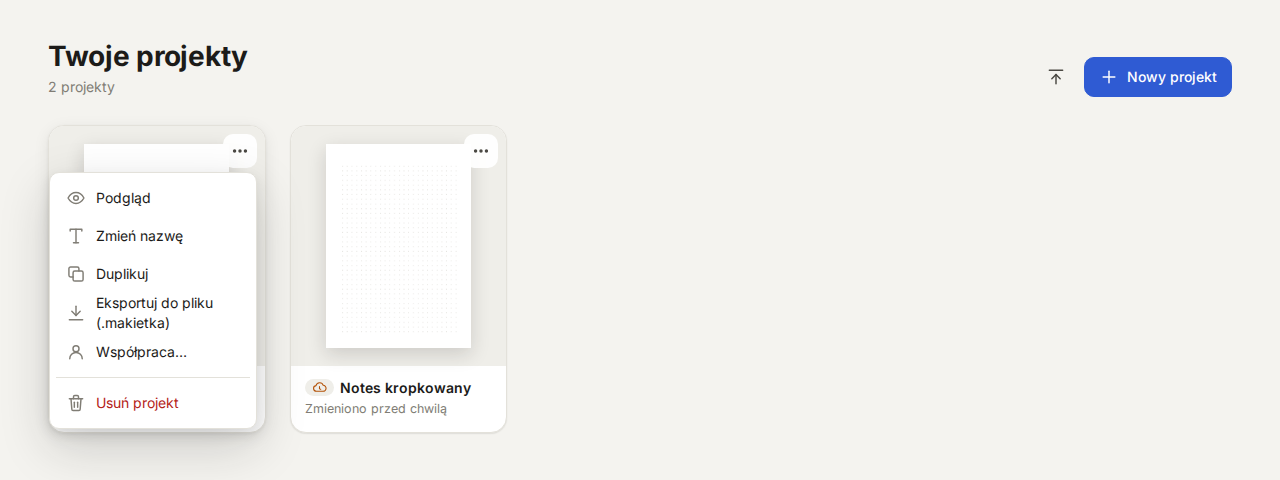 Twoje projekty
2 projekty
Nowy projekt
Podgląd
Zmień nazwę
Duplikuj
Eksportuj do pliku
(.makietka)
Współpraca...
Usuń projekt
Notes kropkowany
Zmieniono przed chwilą